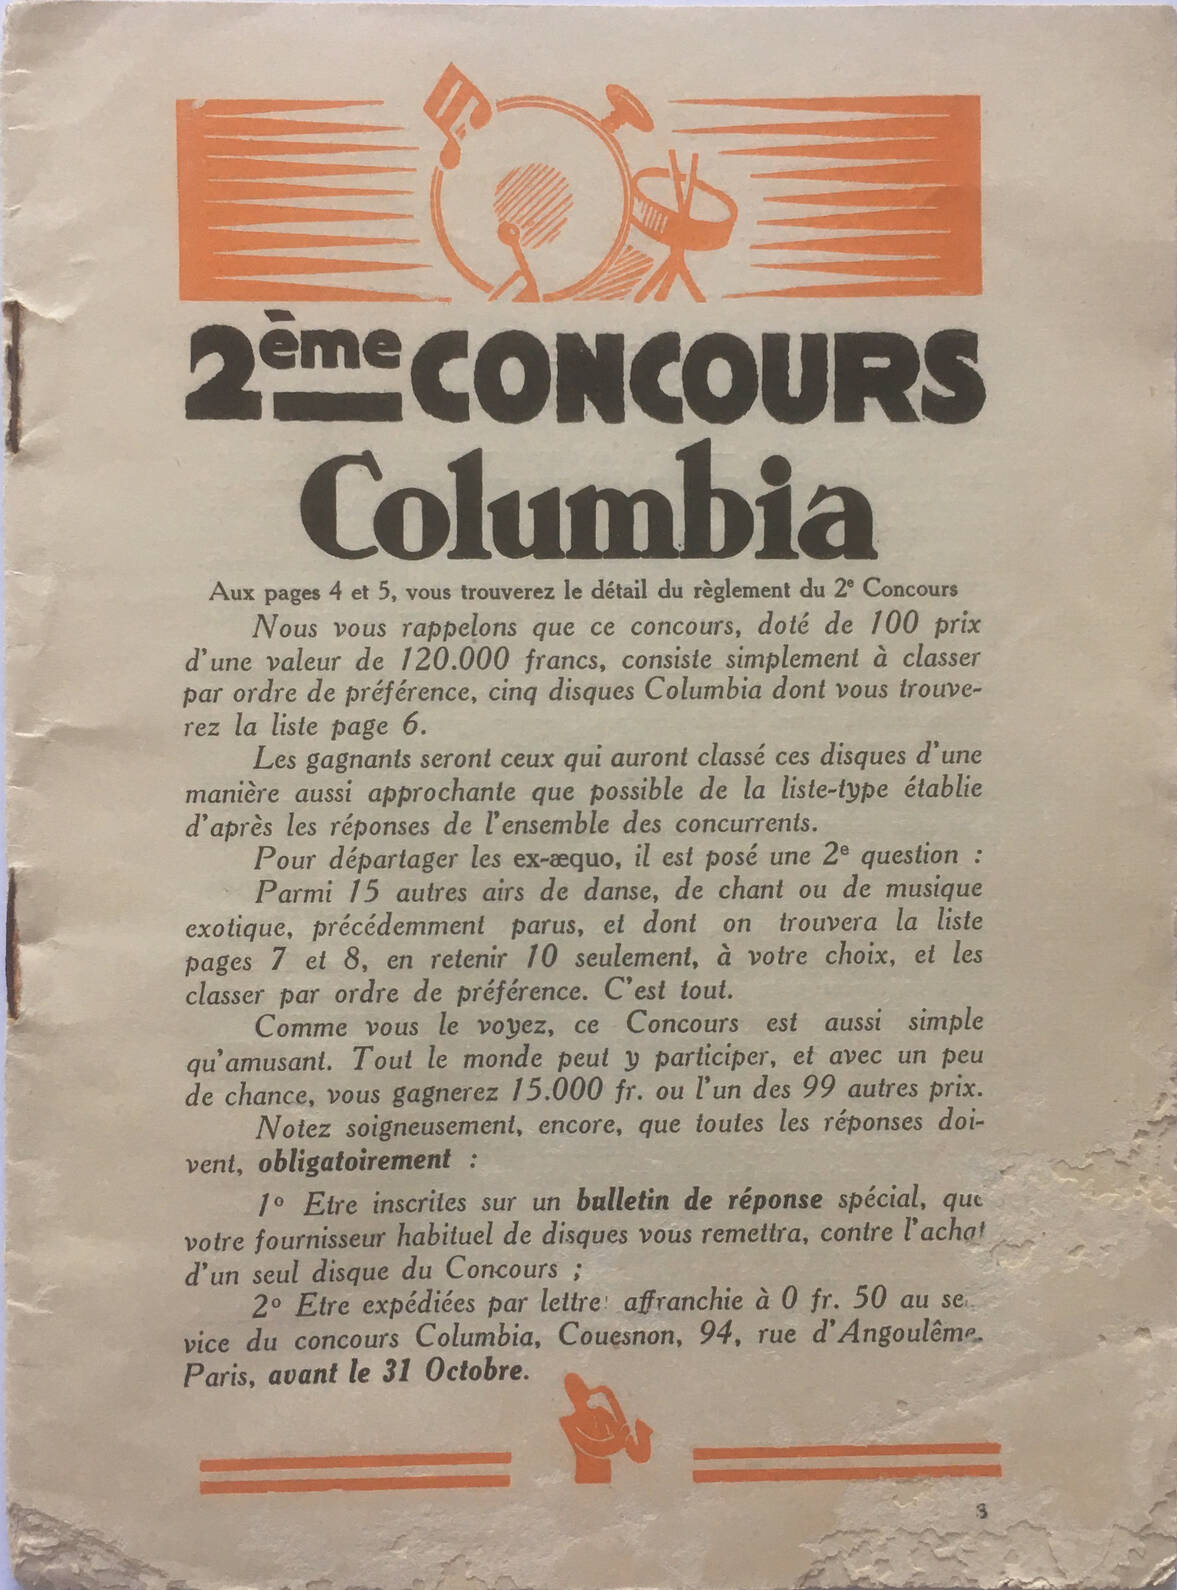 2ème CONCOURS
Columbia
Aux pages 4 et 5, vous trouverez le détail du règlement du 2e Concours
Nous vous rappelons que ce concours, doté de 100 prix
d'une valeur de 120.000 francs, consiste simplement à classer
par ordre de préférence, cinq disques Columbia dont vous trouve-
rez la liste page 6.
Les gagnants seront ceux qui auront classé ces disques d'une
manière aussi approchante que possible de la liste-type établie
d'après les réponses de l'ensemble des concurrents.
Pour départager les ex-æquo, il est posé une 2e question :
Parmi 15 autres airs de danse, de chant ou de musique
exotique, précédemment parus, et dont on trouvera la liste
pages 7 et 8, en retenir 10 seulement, à votre choix, et les
classer par ordre de préférence. C'est tout.
Comme vous le voyez, ce Concours est aussi simple
qu'amusant. Tout le monde peut y participer, et avec un peu
de chance, vous gagnerez 15.000 fr. ou l'un des 99 autres prix.
Notez soigneusement, encore, que toutes les réponses doi-
vent, obligatoirement :
1o Etre inscrites sur un bulletin de réponse spécial, que
votre fournisseur habituel de disques vous remettra, contre l'achat
d'un seul disque du Concours ;
2o Etre expédiées par lettre affranchie à 0 fr. 50 au se
vice du concours Columbia, Couesnon, 94, rue d'Angoulême.
Paris, avant le 31 Octobre.
3